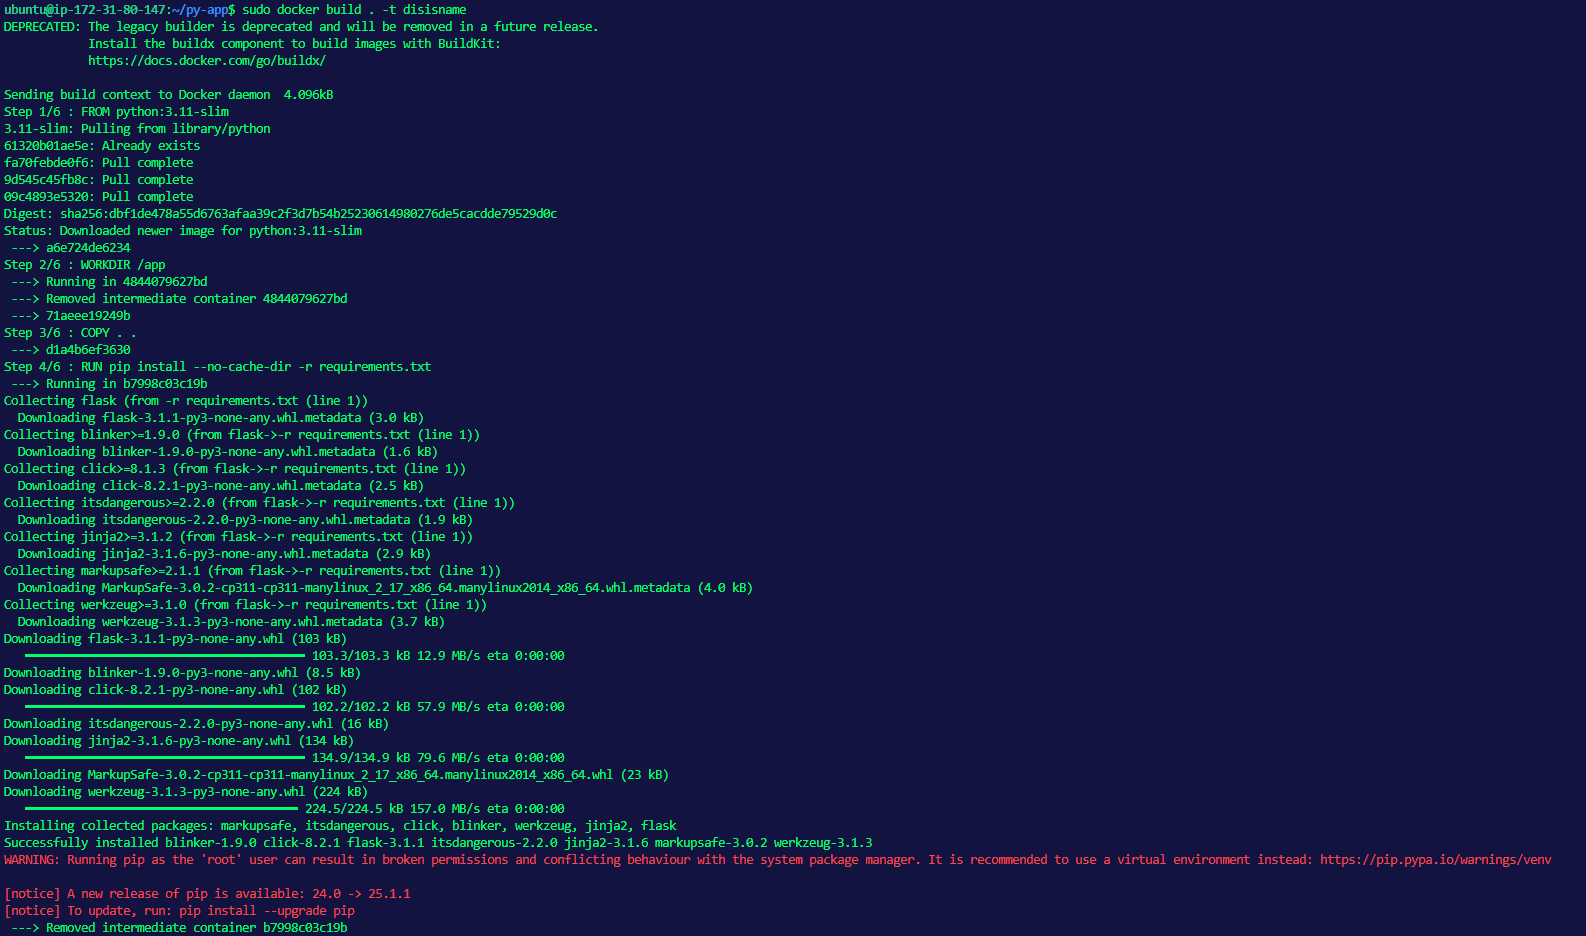 ubuntu@ip-172-31-80-147:~/py-app$ sudo docker build . -t disisname
DEPRECATED: The legacy builder is deprecated and will be removed in a future release.
            Install the buildx component to build images with BuildKit:
            https://docs.docker.com/go/buildx/

Sending build context to Docker daemon  4.096kB
Step 1/6 : FROM python:3.11-slim
3.11-slim: Pulling from library/python
61320b01ae5e: Already exists
fa70febde0f6: Pull complete
9d545c45fb8c: Pull complete
09c4893e5320: Pull complete
Digest: sha256:dbf1de478a55d6763afaa39c2f3d7b54b25230614980276de5cacdde79529d0c
Status: Downloaded newer image for python:3.11-slim
 ---> a6e724de6234
Step 2/6 : WORKDIR /app
 ---> Running in 4844079627bd
 ---> Removed intermediate container 4844079627bd
 ---> 71aeee19249b
Step 3/6 : COPY . .
 ---> d1a4b6ef3630
Step 4/6 : RUN pip install --no-cache-dir -r requirements.txt
 ---> Running in b7998c03c19b
Collecting flask (from -r requirements.txt (line 1))
  Downloading flask-3.1.1-py3-none-any.whl.metadata (3.0 kB)
Collecting blinker>=1.9.0 (from flask->-r requirements.txt (line 1))
  Downloading blinker-1.9.0-py3-none-any.whl.metadata (1.6 kB)
Collecting click>=8.1.3 (from flask->-r requirements.txt (line 1))
  Downloading click-8.2.1-py3-none-any.whl.metadata (2.5 kB)
Collecting itsdangerous>=2.2.0 (from flask->-r requirements.txt (line 1))
  Downloading itsdangerous-2.2.0-py3-none-any.whl.metadata (1.9 kB)
Collecting jinja2>=3.1.2 (from flask->-r requirements.txt (line 1))
  Downloading jinja2-3.1.6-py3-none-any.whl.metadata (2.9 kB)
Collecting markupsafe>=2.1.1 (from flask->-r requirements.txt (line 1))
  Downloading MarkupSafe-3.0.2-cp311-cp311-manylinux_2_17_x86_64.manylinux2014_x86_64.whl.metadata (4.0 kB)
Collecting werkzeug>=3.1.0 (from flask->-r requirements.txt (line 1))
  Downloading werkzeug-3.1.3-py3-none-any.whl.metadata (3.7 kB)
Downloading flask-3.1.1-py3-none-any.whl (103 kB)
103.3/103.3 kB 12.9 MB/s eta 0:00:00
Downloading blinker-1.9.0-py3-none-any.whl (8.5 kB)
Downloading click-8.2.1-py3-none-any.whl (102 kB)
102.2/102.2 kB 57.9 MB/s eta 0:00:00
Downloading itsdangerous-2.2.0-py3-none-any.whl (16 kB)
Downloading jinja2-3.1.6-py3-none-any.whl (134 kB)
134.9/134.9 kB 79.6 MB/s eta 0:00:00
Downloading MarkupSafe-3.0.2-cp311-cp311-manylinux_2_17_x86_64.manylinux2014_x86_64.whl (23 kB)
Downloading werkzeug-3.1.3-py3-none-any.whl (224 kB)
224.5/224.5 kB 157.0 MB/s eta 0:00:00
Installing collected packages: markupsafe, itsdangerous, click, blinker, werkzeug, jinja2, flask
Successfully installed blinker-1.9.0 click-8.2.1 flask-3.1.1 itsdangerous-2.2.0 jinja2-3.1.6 markupsafe-3.0.2 werkzeug-3.1.3
WARNING: Running pip as the 'root' user can result in broken permissions and conflicting behaviour with the system package manager. It is recommended to use a virtual environment instead: https://pip.pypa.io/warnings/venv

[notice] A new release of pip is available: 24.0 -> 25.1.1
[notice] To update, run: pip install --upgrade pip
 ---> Removed intermediate container b7998c03c19b